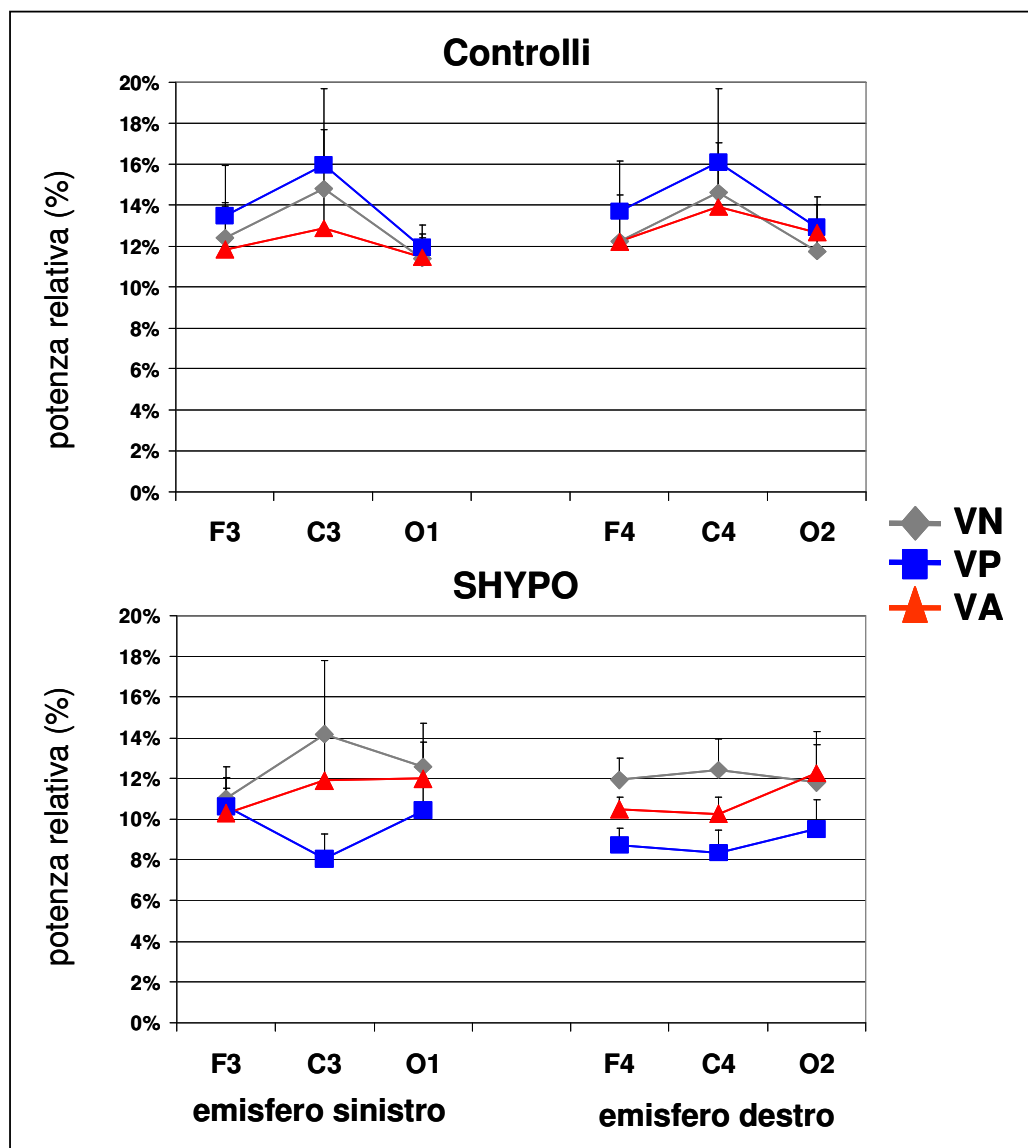 Controlli
potenza relativa (%)
20%
18%
16%
14%
12%
10%
8%
6%
4%
2%
0%
F3 C3 O1 F4 C4 O2
VN
VP
VA
SHYPO
potenza relativa (%)
20%
18%
16%
14%
12%
10%
8%
6%
4%
2%
0%
F3 C3 O1 F4 C4 O2
emisfero sinistro emisfero destro